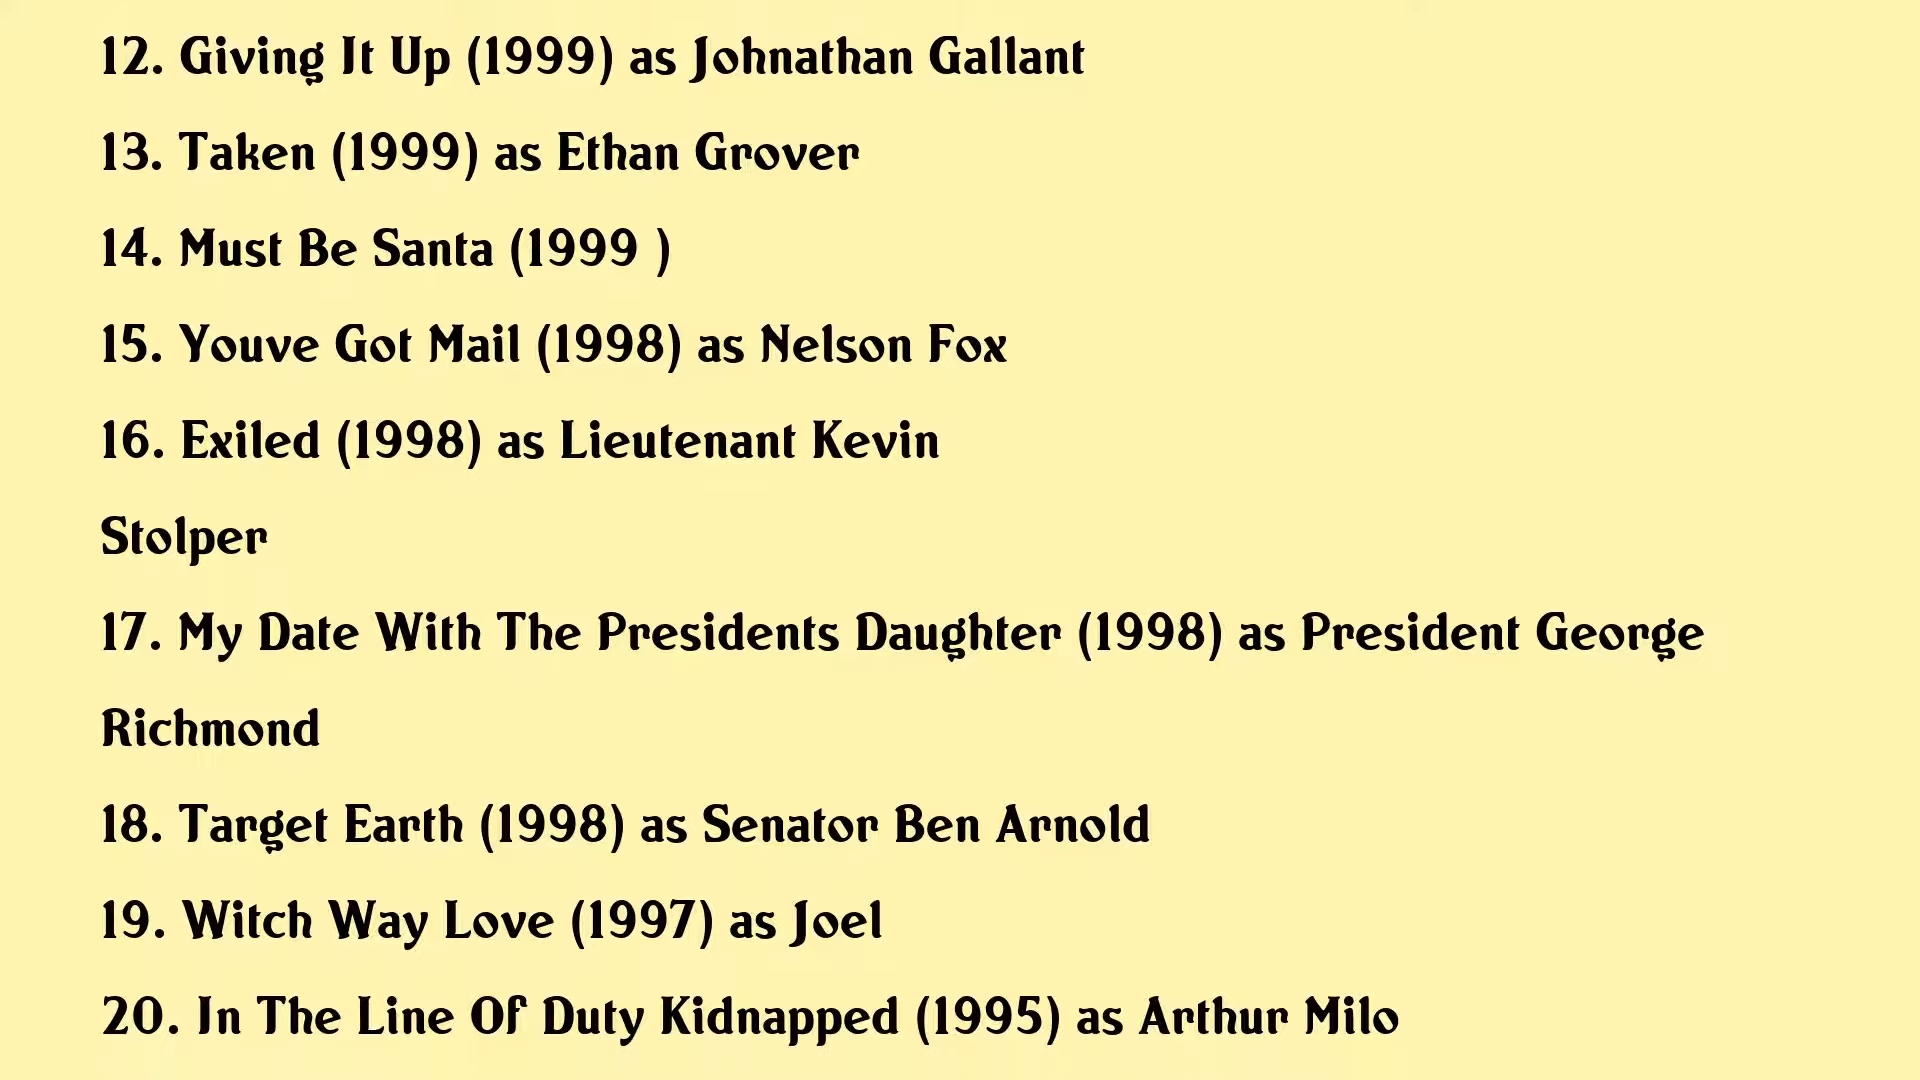 12. Giving It Up (1999) as Johnathan Gallant
13. Taken (1999) as Ethan Grover
14. Must Be Santa (1999 )
15. Youve Got Mail (1998) as Nelson Fox
16. Exiled (1998) as Lieutenant Kevin
Stolper
17. My Date With The Presidents Daughter (1998) as President George
Richmond
18. Target Earth (1998) as Senator Ben Arnold
19. Witch Way Love (1997) as Joel
20. In The Line Of Duty Kidnapped (1995) as Arthur Milo